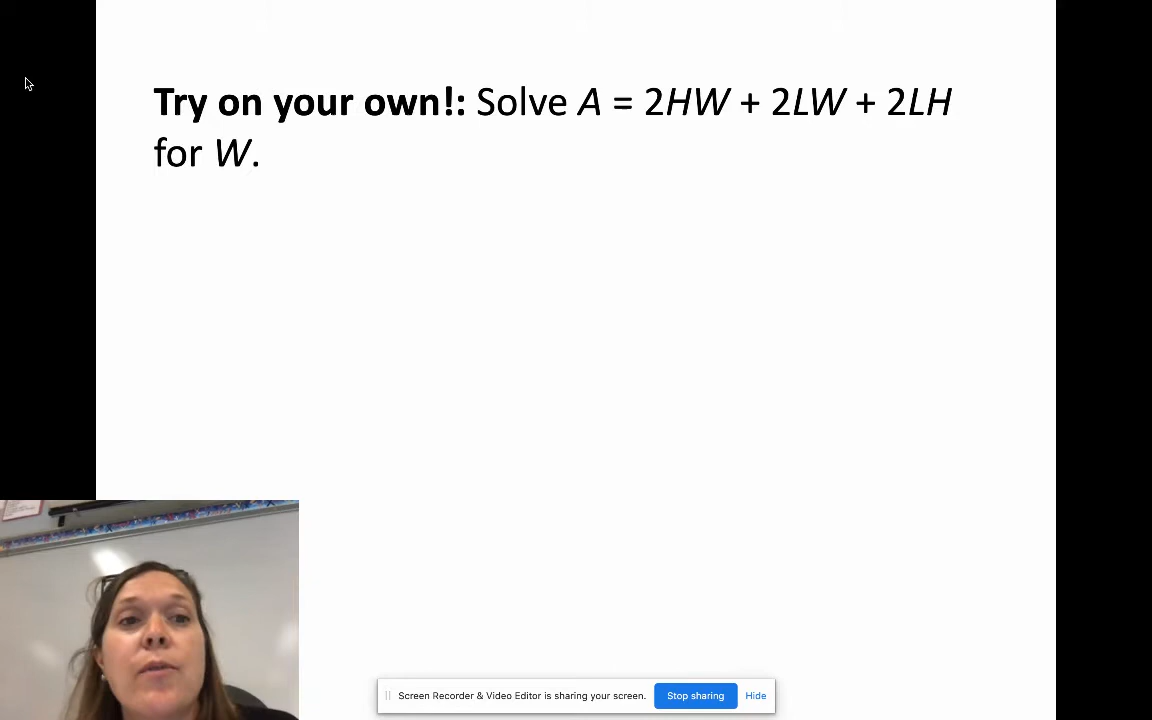 Try on your own!: Solve A = 2HW + 2LW + 2LH
for W.
Screen Recorder & Video Editor is sharing your screen. Stop sharing Hide